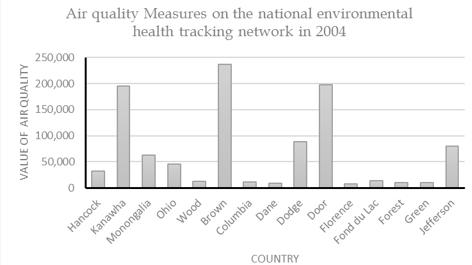 Air quality Measures on the national environmental
health tracking network in 2004
VALUE OF AIR QUALITY
250,000
200,000
150,000
100,000
50,000
0
Hancock
Kanawha
Monongalia
Ohio
Wood
Brown
Columbia
Dane
Dodge
Door
Florence
Fond du Lac
Forest
Green
Jefferson
COUNTRY